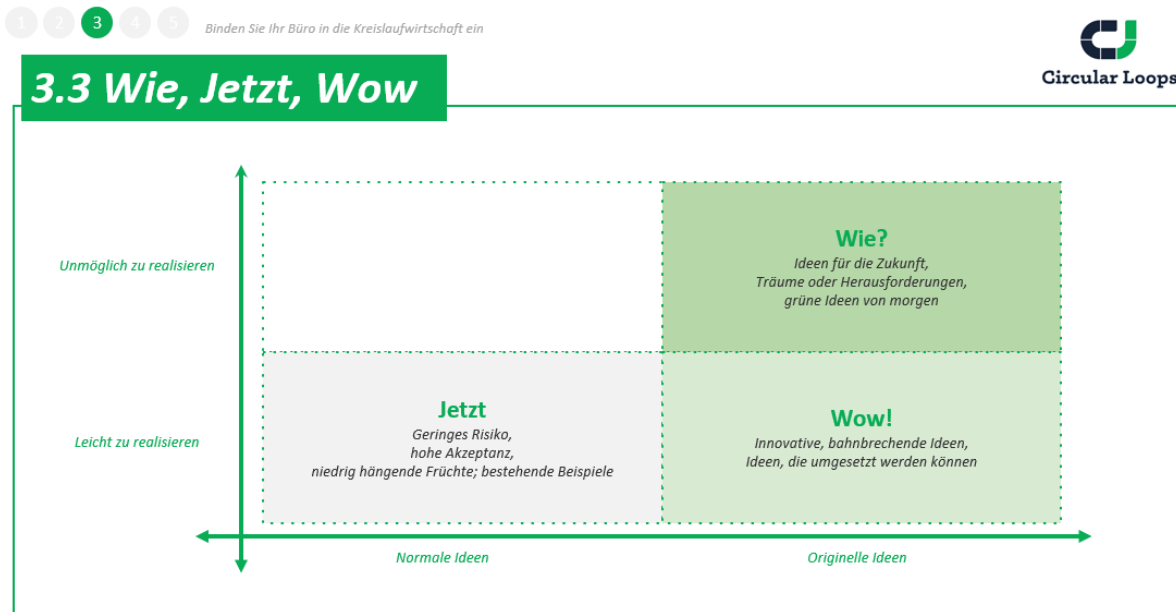 1 2 3 4 5 Binden Sie Ihr Büro in die Kreislaufwirtschaft ein
Circular Loops
3.3 Wie, Jetzt, Wow
Unmöglich zu realisieren
Wie?
Ideen für die Zukunft,
Träume oder Herausforderungen,
grüne Ideen von morgen
Leicht zu realisieren
Jetzt
Geringes Risiko,
hohe Akzeptanz,
niedrig hängende Früchte; bestehende Beispiele
Wow!
Innovative, bahnbrechende Ideen,
Ideen, die umgesetzt werden können
Normale Ideen
Originelle Ideen